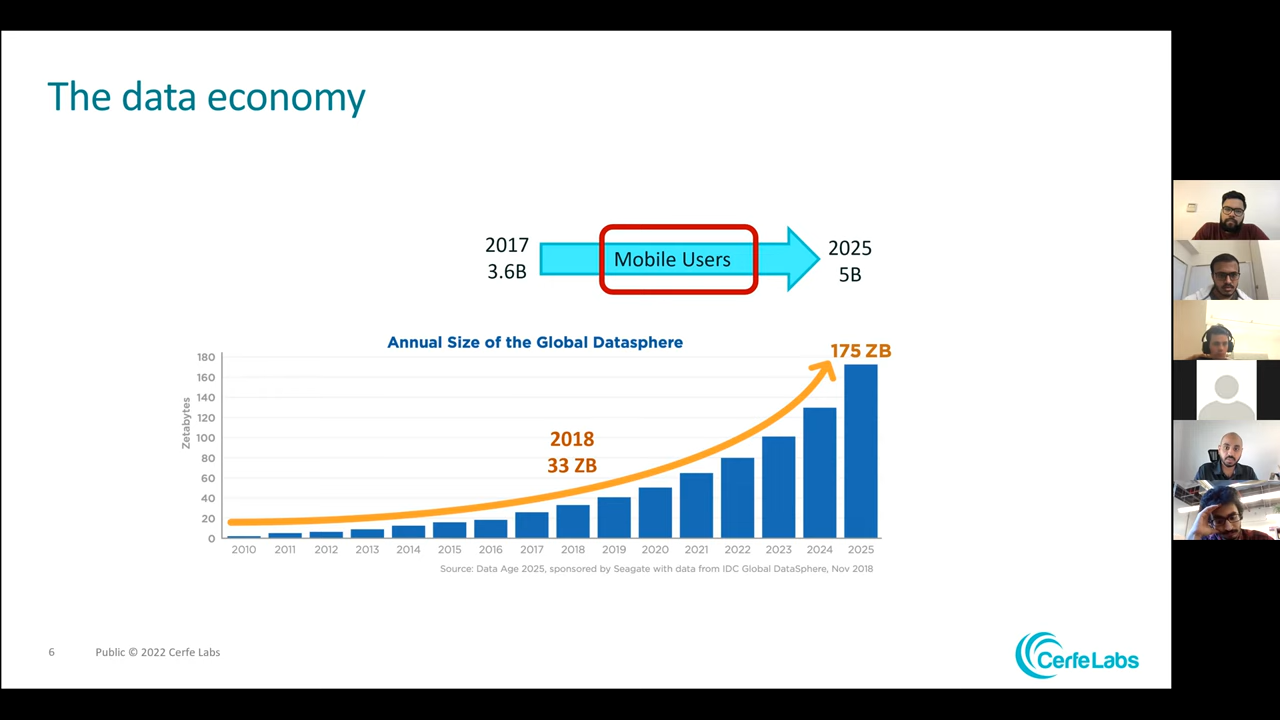 The data economy
2017
3.6B
Mobile Users
2025
5B
Annual Size of the Global Datasphere
175 ZB
2018
33 ZB
Zetabytes
180
160
140
120
100
80
60
40
20
0
2010 2011 2012 2013 2014 2015 2016 2017 2018 2019 2020 2021 2022 2023 2024 2025
Source: Data Age 2025, sponsored by Seagate with data from IDC Global DataSphere, Nov 2018
6 Public © 2022 Cerfe Labs
Cerfe Labs